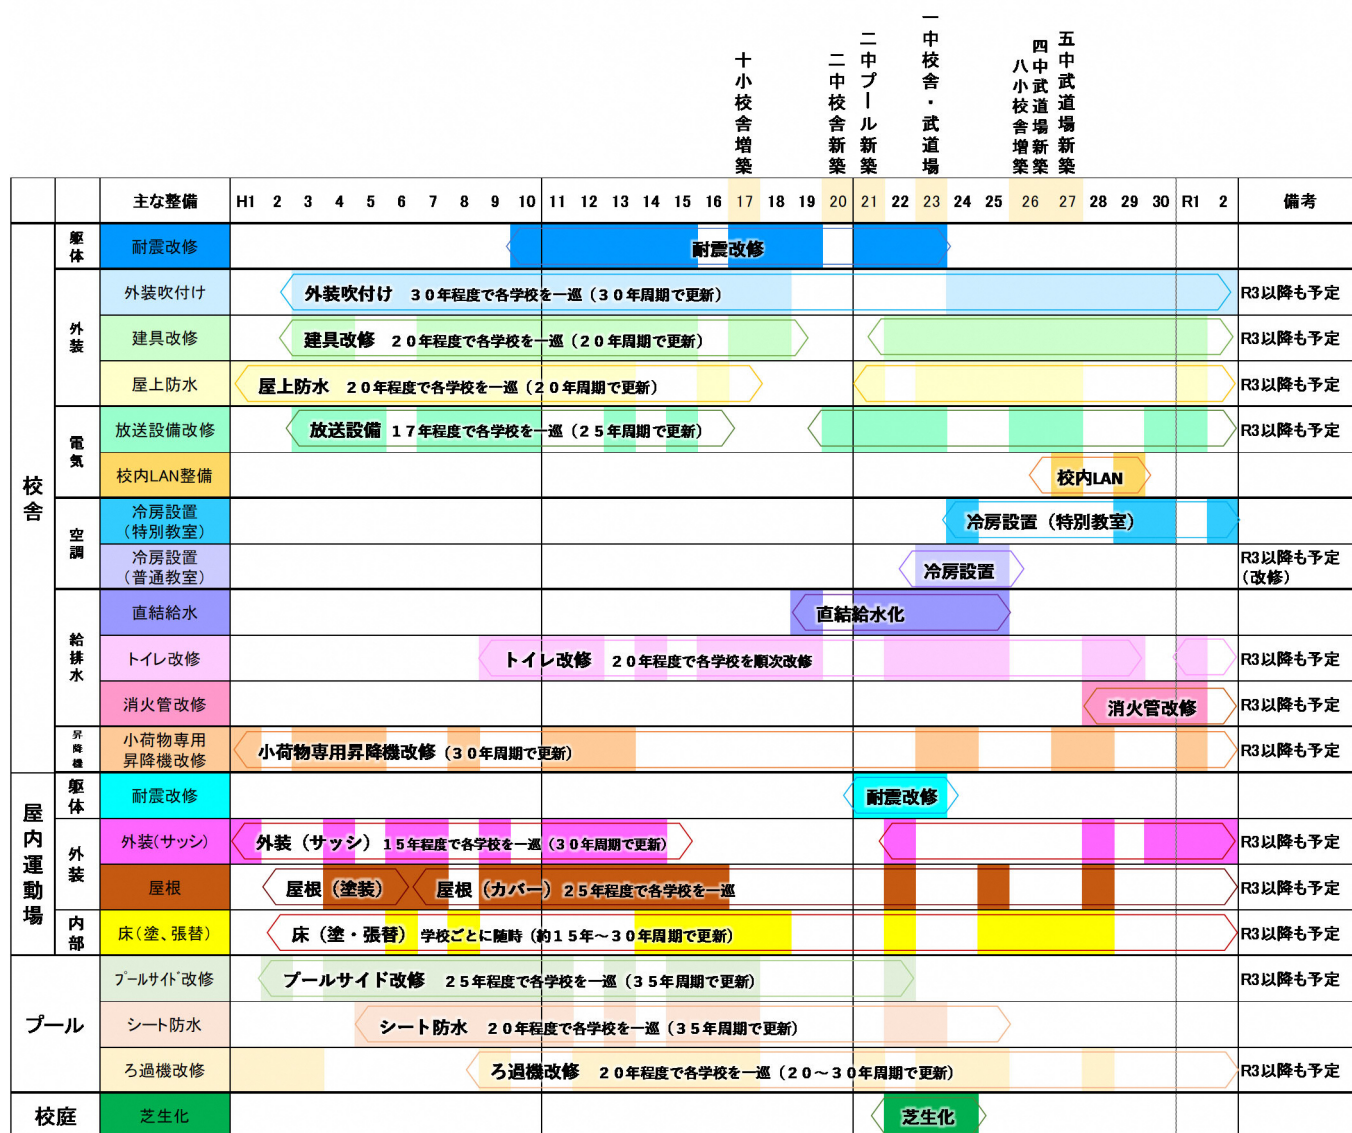 十小校舎増築
二中校舎新築
二中プール新築
一中校舎・武道場
八小校舎増築
四中武道場新築
五中武道場新築
主な整備 H1 2 3 4 5 6 7 8 9 10 11 12 13 14 15 16 17 18 19 20 21 22 23 24 25 26 27 28 29 30 R1 2 備考
校舎
躯体
耐震改修 耐震改修
外装
外装吹付け 外装吹付け 30年程度で各学校を一巡（30年周期で更新） R3以降も予定
建具改修 建具改修 20年程度で各学校を一巡（20年周期で更新） R3以降も予定
屋上防水 屋上防水 20年程度で各学校を一巡（20年周期で更新） R3以降も予定
電気
放送設備改修 放送設備 17年程度で各学校を一巡（25年周期で更新） R3以降も予定
校内LAN整備 校内LAN
空調
冷房設置
（特別教室） 冷房設置（特別教室）
冷房設置
（普通教室） 冷房設置 R3以降も予定
（改修）
給排水
直結給水 直結給水化
トイレ改修 トイレ改修 20年程度で各学校を順次改修 R3以降も予定
消火管改修 消火管改修 R3以降も予定
昇降機
小荷物専用
昇降機改修 小荷物専用昇降機改修（30年周期で更新） R3以降も予定
屋内運動場
躯体
耐震改修 耐震改修
外装
外装(サッシ) 外装（サッシ）15年程度で各学校を一巡（30年周期で更新） R3以降も予定
屋根 屋根（塗装） 屋根（カバー）25年程度で各学校を一巡 R3以降も予定
内部
床(塗、張替) 床（塗・張替）学校ごとに随時（約15年～30年周期で更新） R3以降も予定
プール
ﾌﾟｰﾙｻｲﾄﾞ改修 プールサイド改修 25年程度で各学校を一巡（35年周期で更新） R3以降も予定
シート防水 シート防水 20年程度で各学校を一巡（35年周期で更新）
ろ過機改修 ろ過機改修 20年程度で各学校を一巡（20～30年周期で更新） R3以降も予定
校庭
芝生化 芝生化